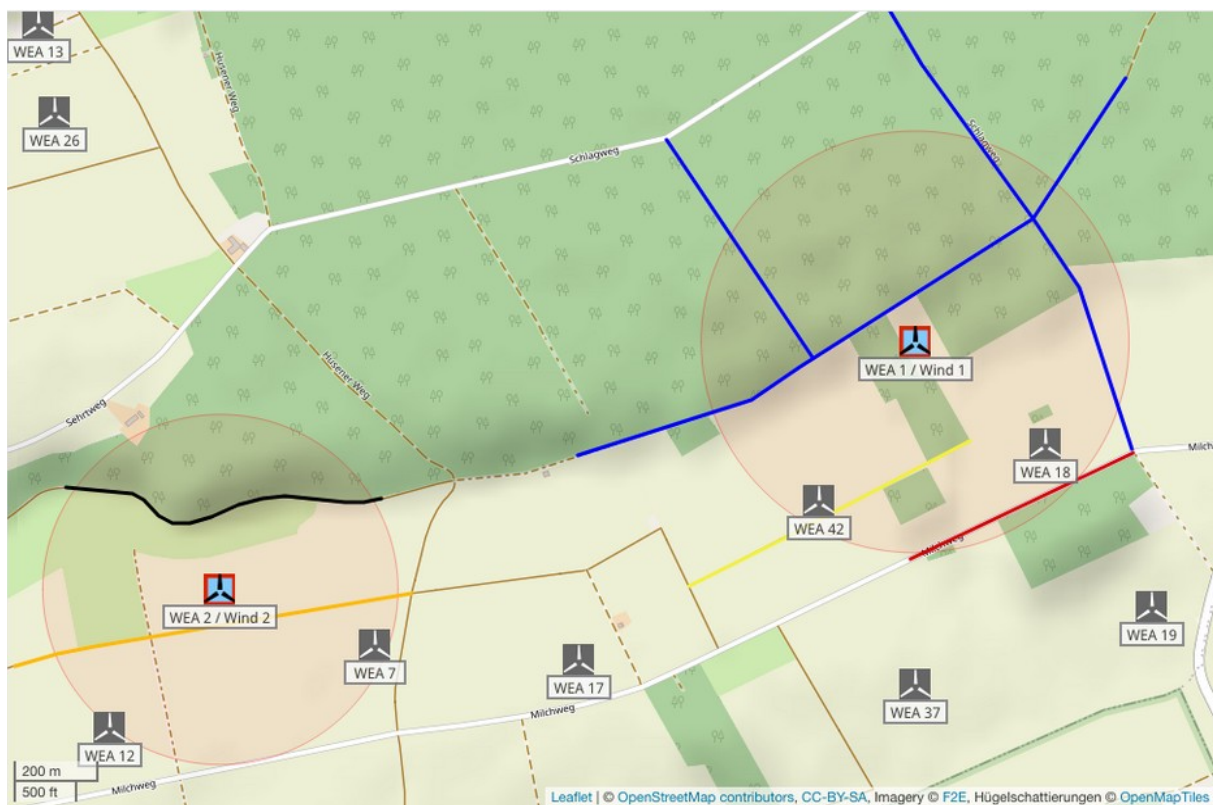 WEA 13
Husener Weg
WEA 26
Schlagweg
Schlagweg
WEA 1 / Wind 1
Husener Weg
Sehrtweg
WEA 18
Milch
WEA 42
Milchweg
WEA 2 / Wind 2
WEA 7
WEA 17
WEA 19
WEA 37
Milchweg
WEA 12
200 m
500 ft
Milchweg
Leaflet | © OpenStreetMap contributors, CC-BY-SA, Imagery © F2E, Hügelschattierungen © OpenMapTiles